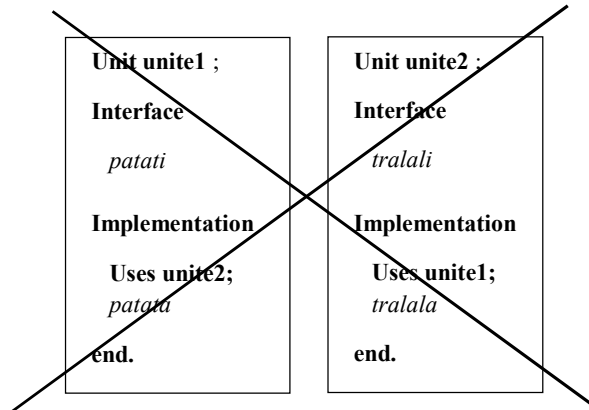 Unit unite1 ;
Interface
patati
Implementation
Uses unite2;
patata
end.
Unit unite2 ;
Interface
tralali
Implementation
Uses unite1;
tralala
end.